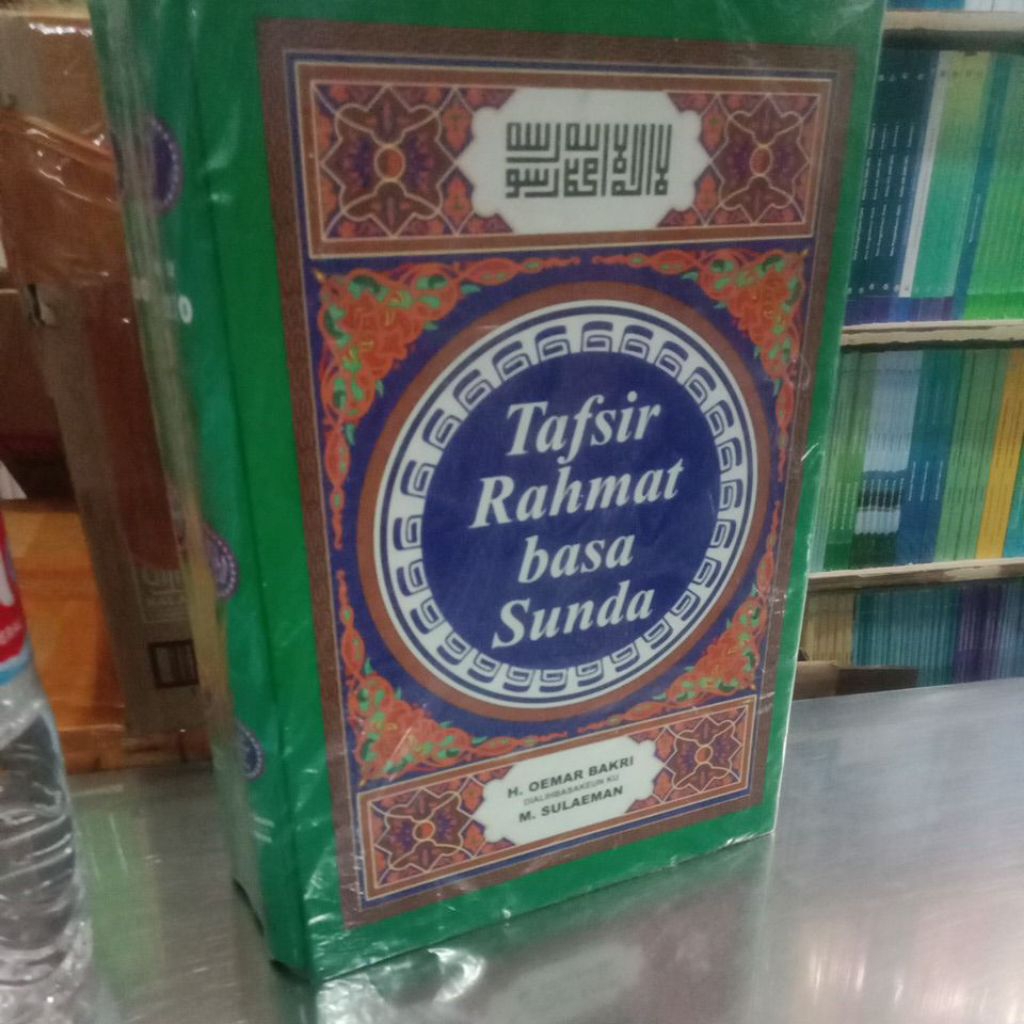 Tafsir
Rahmat
basa
Sunda
H. OEMAR BAKRI
DIALIHBASAKEUN KU
M. SULAEMAN